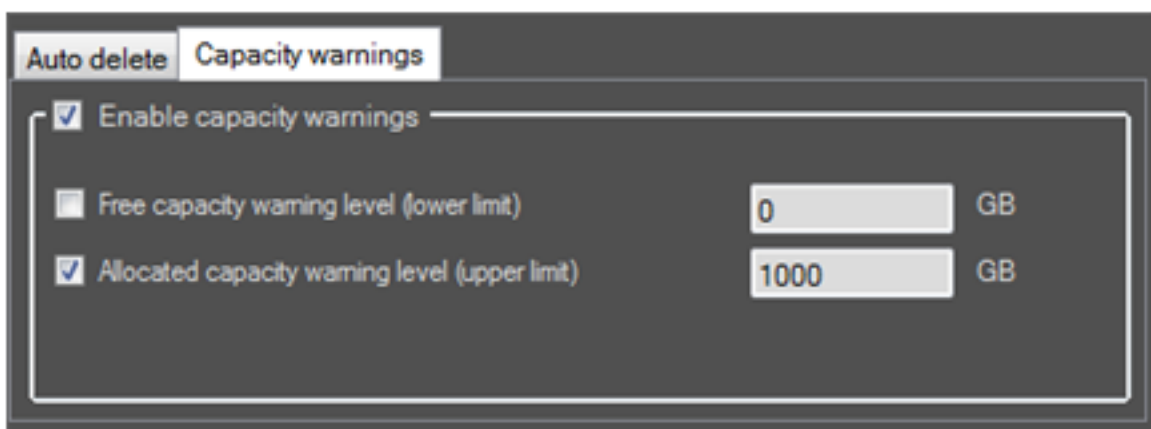 Auto delete Capacity warnings
Enable capacity warnings
Free capacity warning level (lower limit) 0 GB
Allocated capacity warning level (upper limit) 1000 GB